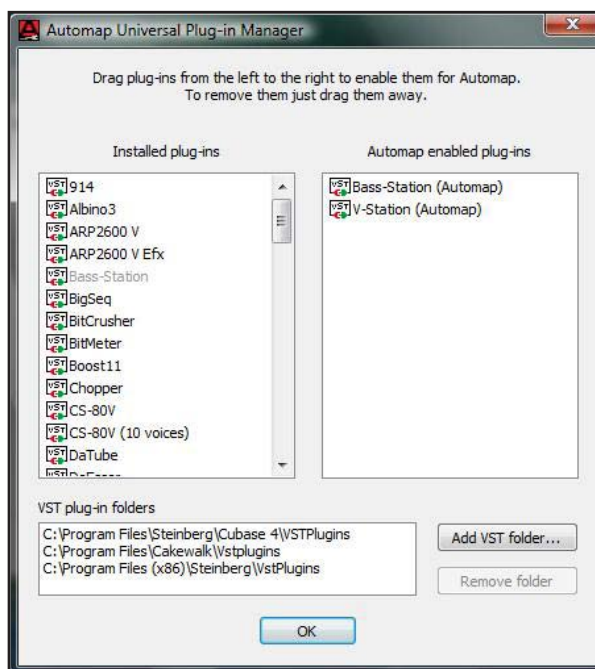 Automap Universal Plug-in Manager
Drag plug-ins from the left to the right to enable them for Automap.
To remove them just drag them away.
Installed plug-ins
914
Albino3
ARP2600 V
ARP2600 V Efx
Bass-Station
BigSeq
BitCrusher
BitMeter
Boost11
Chopper
CS-80V
CS-80V (10 voices)
DaTube
Automap enabled plug-ins
Bass-Station (Automap)
V-Station (Automap)
VST plug-in folders
C:\Program Files\Steinberg\Cubase 4\VSTPlugins
C:\Program Files\Cakewalk\Vstplugins
C:\Program Files (x86)\Steinberg\VstPlugins
Add VST folder...
Remove folder
OK